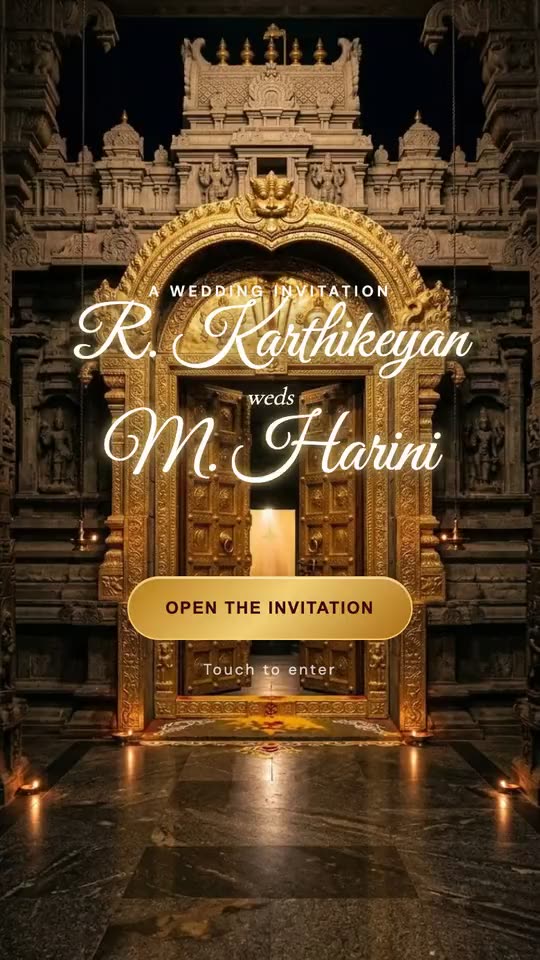 A WEDDING INVITATION
R. Karthikeyan
weds
M. Harini
OPEN THE INVITATION
Touch to enter